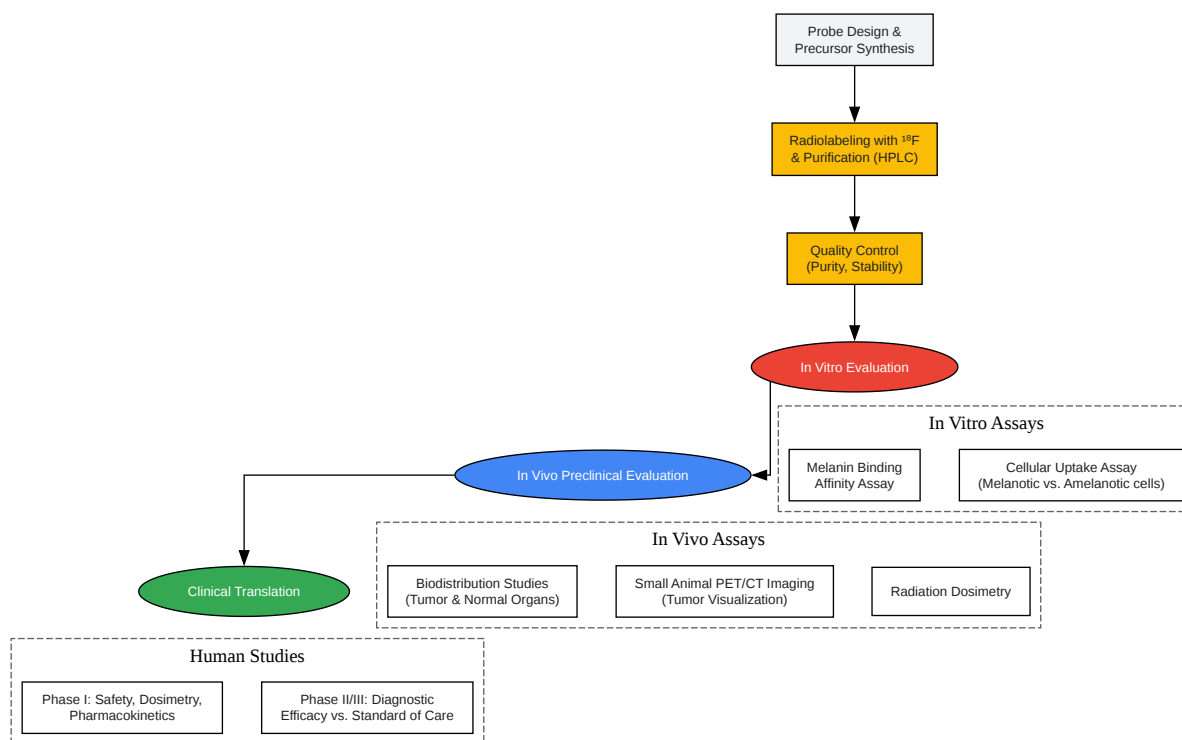 Probe Design &
Precursor Synthesis
Radiolabeling with ¹⁸F
& Purification (HPLC)
Quality Control
(Purity, Stability)
In Vitro Evaluation
In Vitro Assays
Melanin Binding
Affinity Assay
Cellular Uptake Assay
(Melanotic vs. Amelanotic cells)
In Vivo Preclinical Evaluation
In Vivo Assays
Biodistribution Studies
(Tumor & Normal Organs)
Small Animal PET/CT Imaging
(Tumor Visualization)
Radiation Dosimetry
Clinical Translation
Human Studies
Phase I: Safety, Dosimetry,
Pharmacokinetics
Phase II/III: Diagnostic
Efficacy vs. Standard of Care